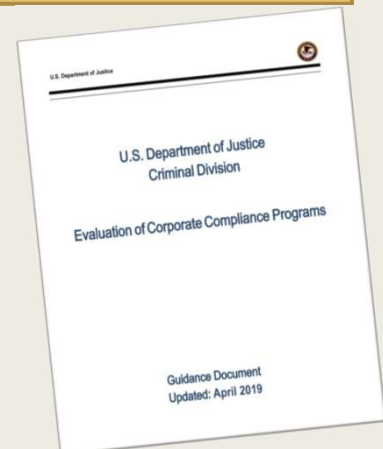 U.S. Department of Justice
U.S. Department of Justice
Criminal Division
Evaluation of Corporate Compliance Programs
Guidance Document
Updated: April 2019